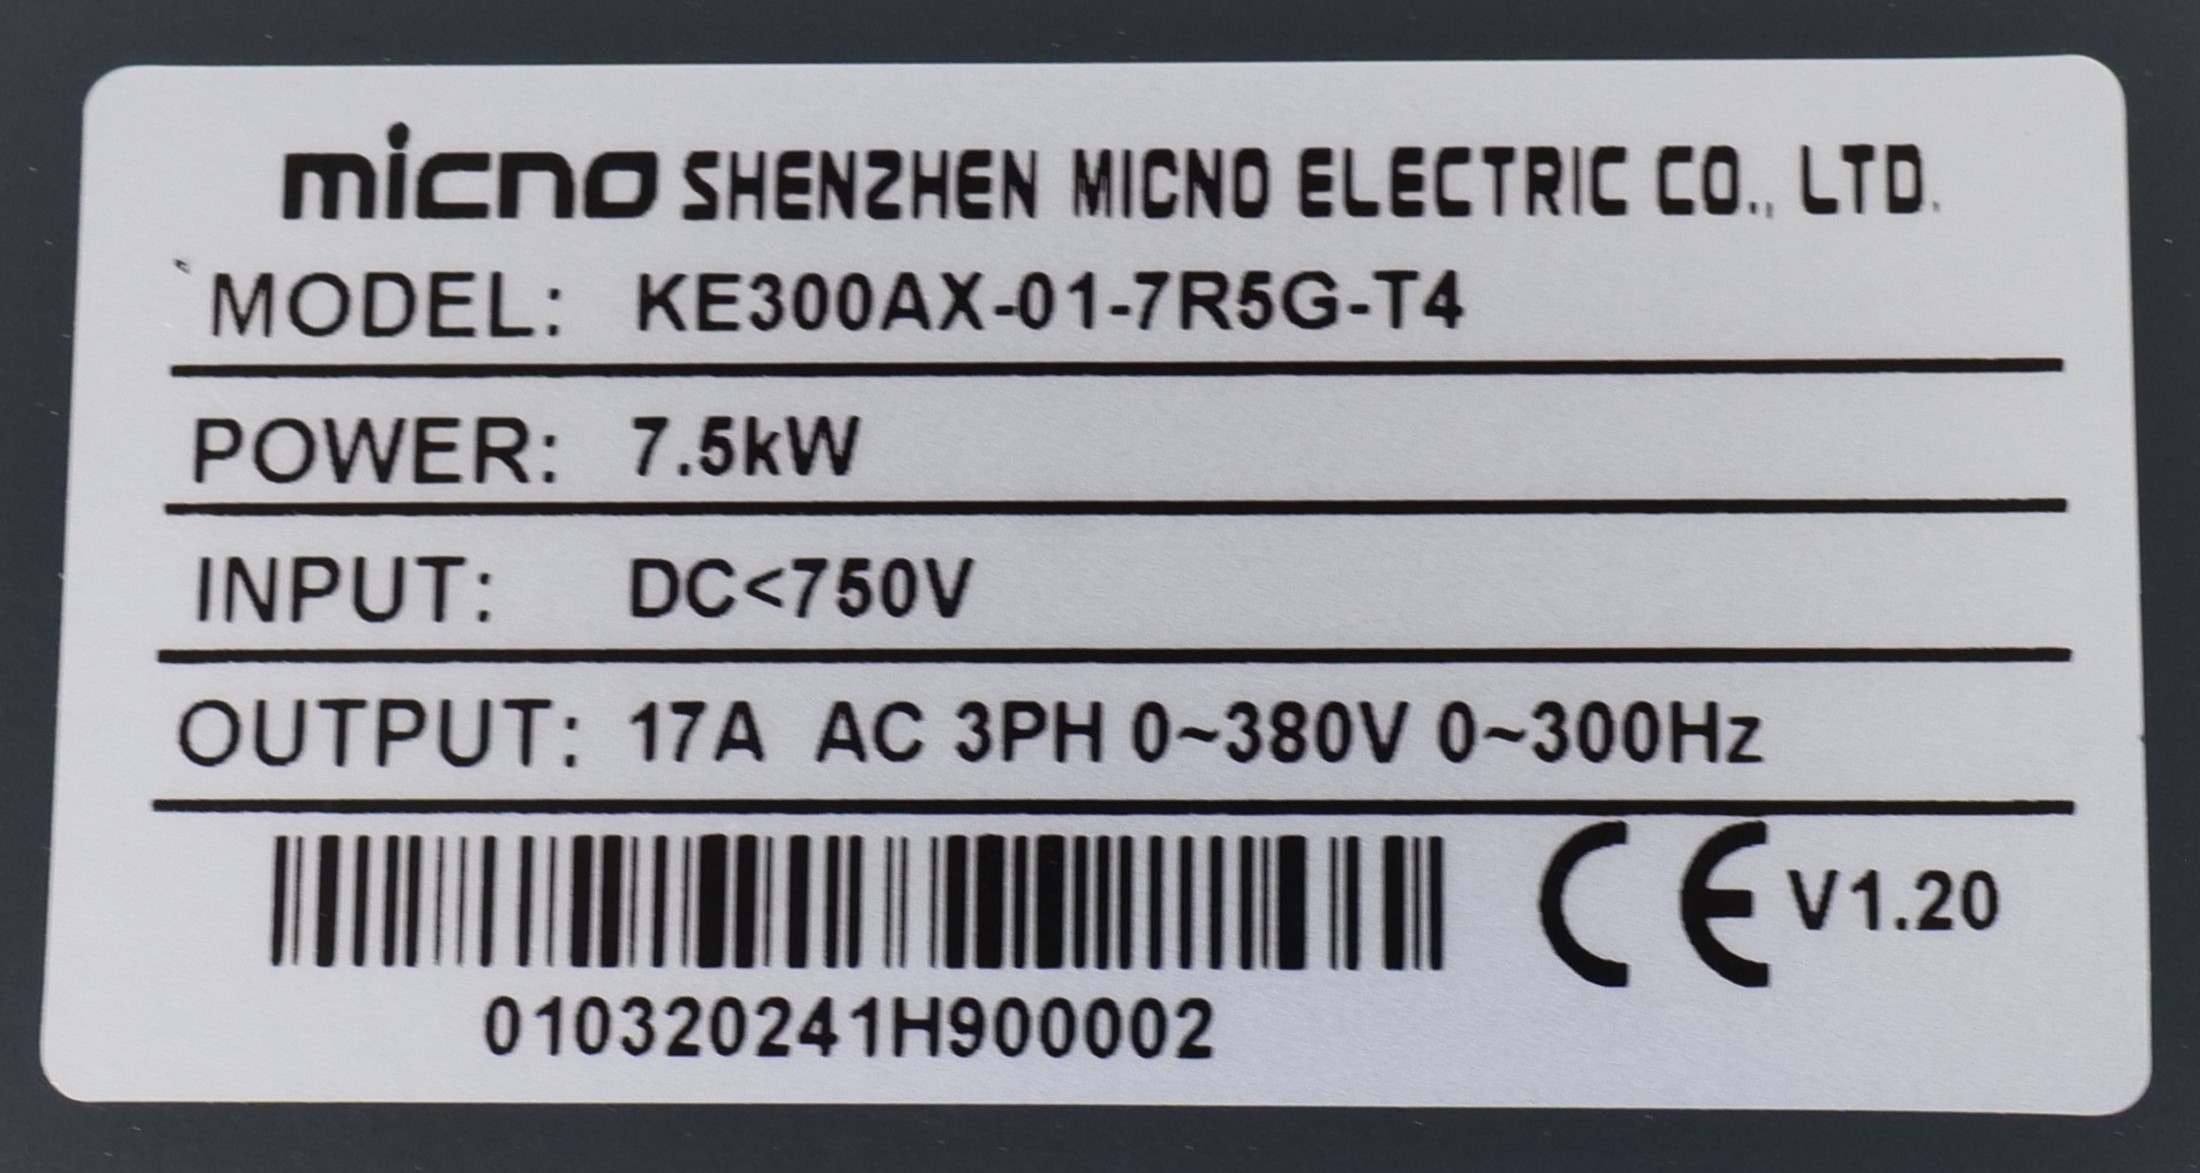 micno SHENZHEN MICNO ELECTRIC CO., LTD.
MODEL: KE300AX-01-7R5G-T4
POWER: 7.5kW
INPUT: DC<750V
OUTPUT: 17A AC 3PH 0~380V 0~300Hz
CE V1.20
010320241H900002